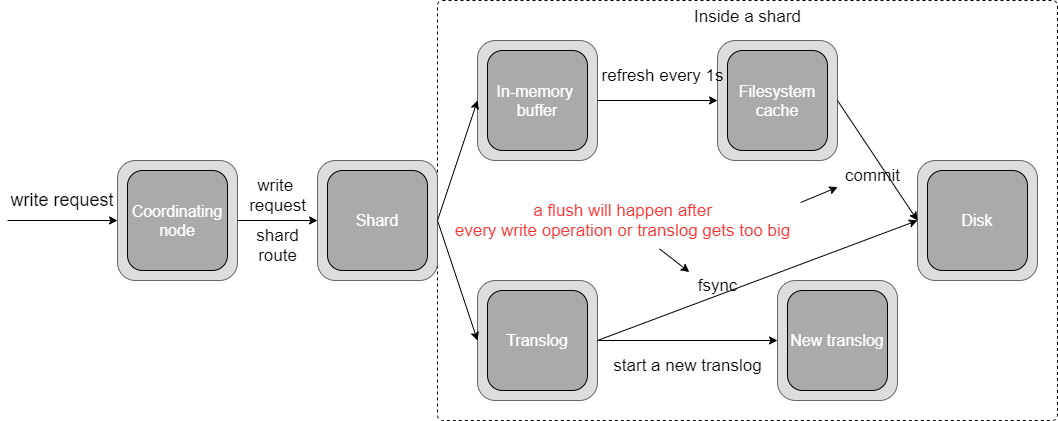 Inside a shard
In-memory
buffer
refresh every 1s
Filesystem
cache
write request
Coordinating
node
write
request
shard
route
Shard
commit
a flush will happen after
every write operation or translog gets too big
Disk
fsync
Translog
start a new translog
New translog